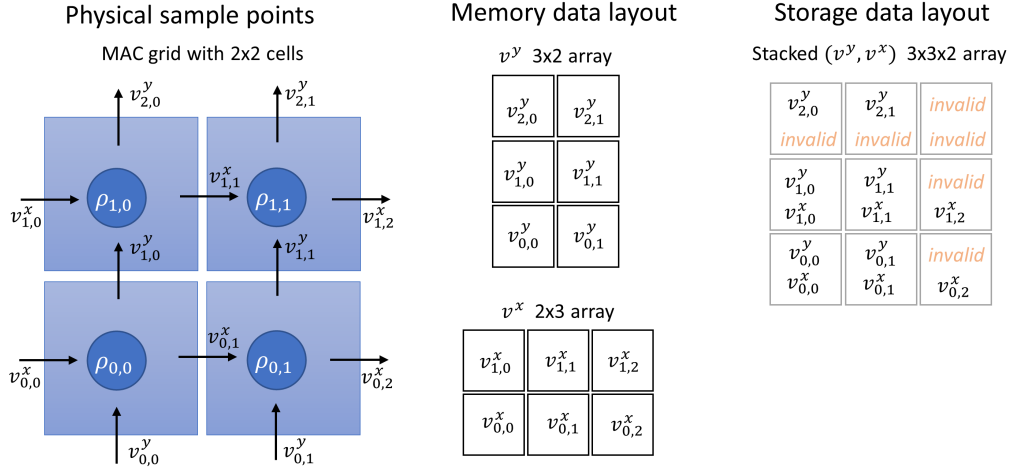 Physical sample points
MAC grid with 2x2 cells
v^y_{2,0} v^y_{2,1}
ρ_{1,0} v^x_{1,1} ρ_{1,1}
v^x_{1,0} v^x_{1,2}
v^y_{1,0} v^y_{1,1}
ρ_{0,0} v^x_{0,1} ρ_{0,1}
v^x_{0,0} v^x_{0,2}
v^y_{0,0} v^y_{0,1}
Memory data layout
v^y 3x2 array
v^y_{2,0} v^y_{2,1}
v^y_{1,0} v^y_{1,1}
v^y_{0,0} v^y_{0,1}
v^x 2x3 array
v^x_{1,0} v^x_{1,1} v^x_{1,2}
v^x_{0,0} v^x_{0,1} v^x_{0,2}
Storage data layout
Stacked (v^y, v^x) 3x3x2 array
v^y_{2,0} v^y_{2,1} invalid
invalid invalid invalid
v^y_{1,0} v^y_{1,1} invalid
v^x_{1,0} v^x_{1,1} v^x_{1,2}
v^y_{0,0} v^y_{0,1} invalid
v^x_{0,0} v^x_{0,1} v^x_{0,2}